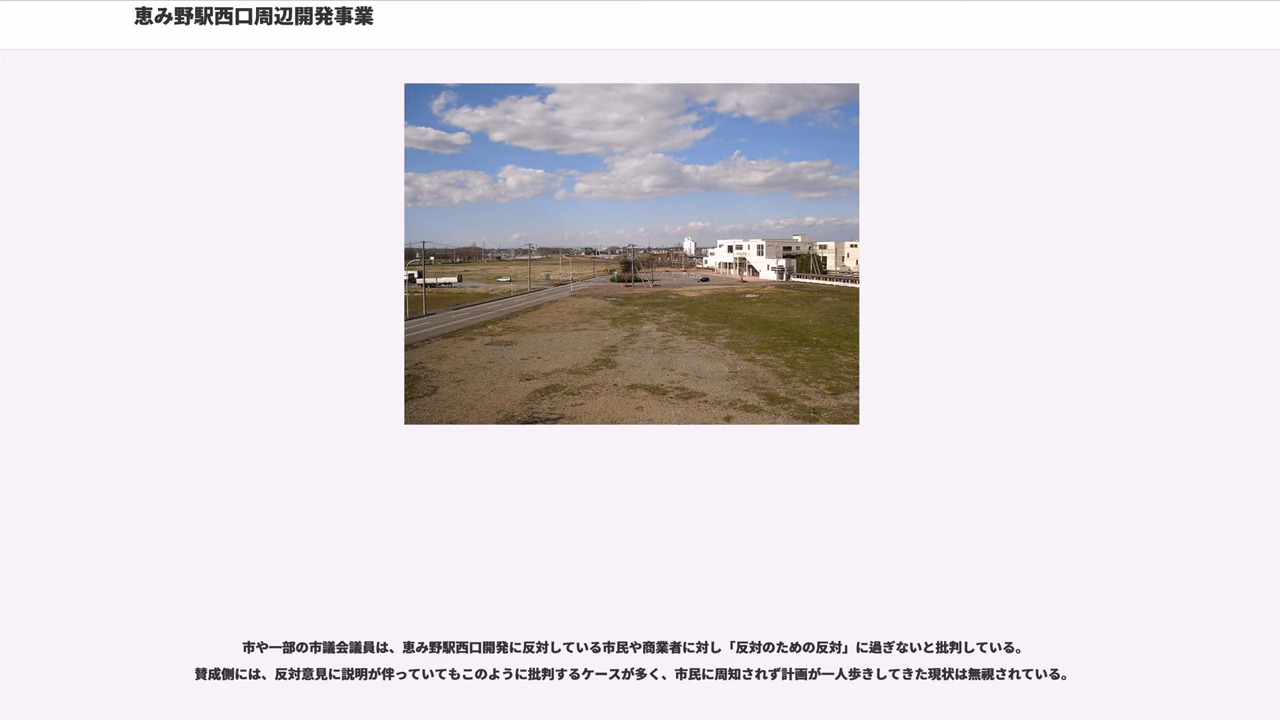 恵み野駅西口周辺開発事業
市や一部の市議会議員は、恵み野駅西口開発に反対している市民や商業者に対し「反対のための反対」に過ぎないと批判している。
賛成側には、反対意見に説明が伴っていてもこのように批判するケースが多く、市民に周知されず計画が一人歩きしてきた現状は無視されている。